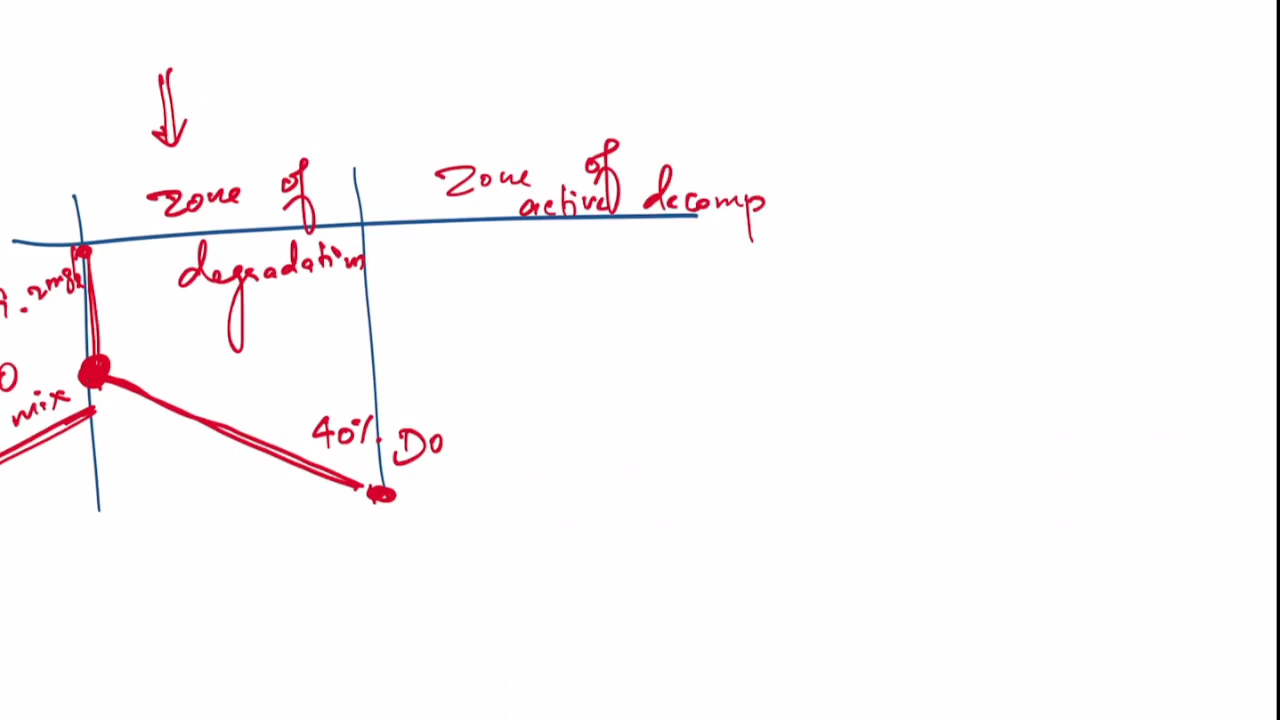 zone of
degradation
Zone of
active decomp
mix
40% DO